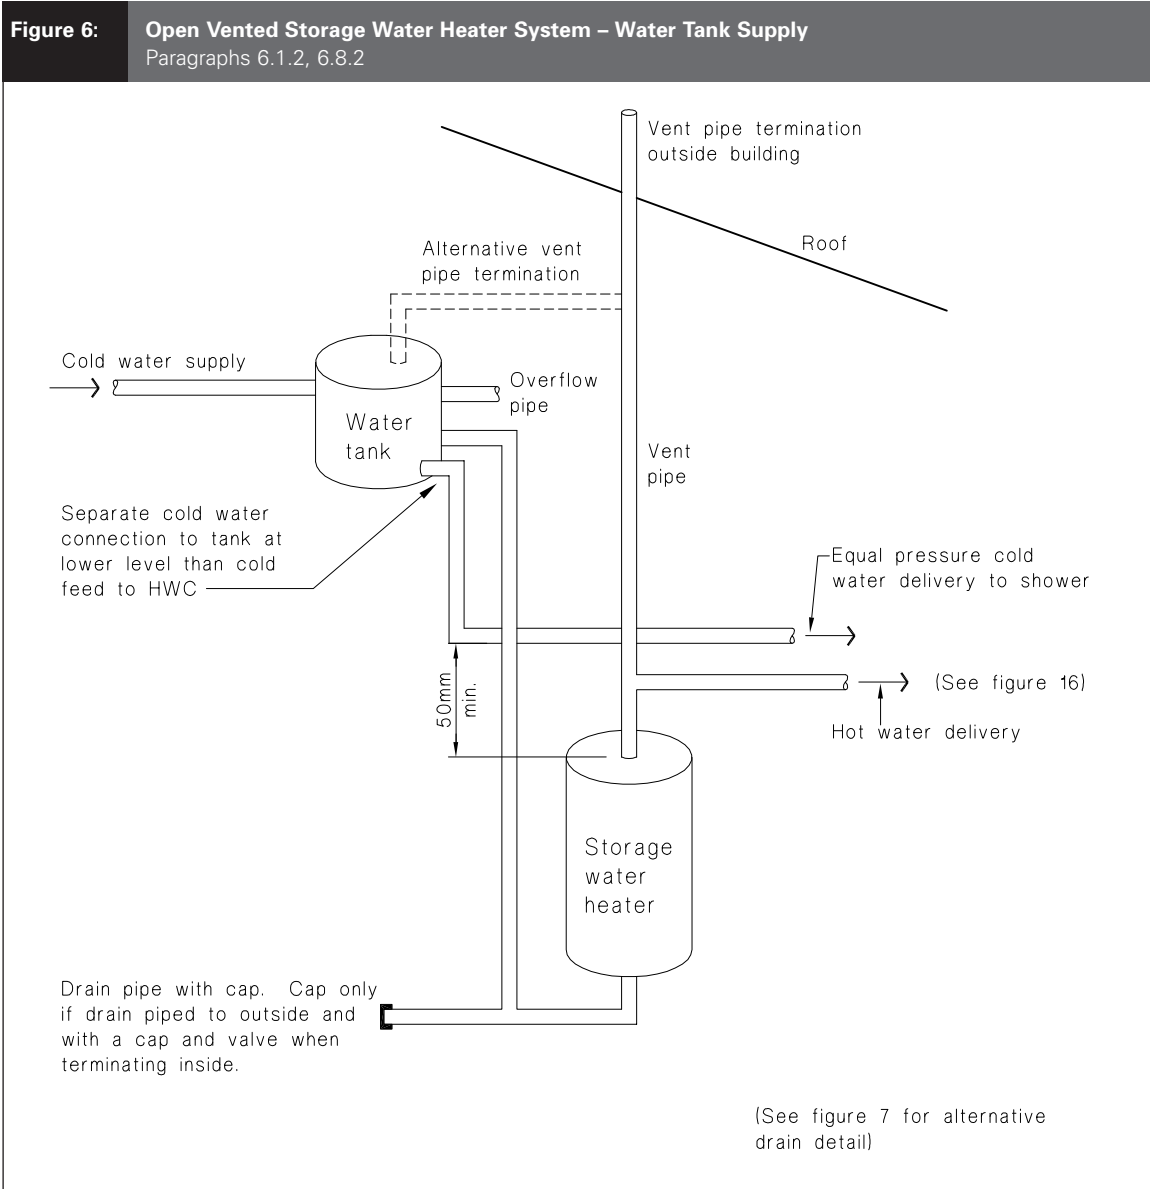 Figure 6: Open Vented Storage Water Heater System – Water Tank Supply
Paragraphs 6.1.2, 6.8.2
Vent pipe termination
outside building
Roof
Alternative vent
pipe termination
Cold water supply
Overflow
pipe
Water
tank
Vent
pipe
Separate cold water
connection to tank at
lower level than cold
feed to HWC
Equal pressure cold
water delivery to shower
50mm
min.
(See figure 16)
Hot water delivery
Storage
water
heater
Drain pipe with cap. Cap only
if drain piped to outside and
with a cap and valve when
terminating inside.
(See figure 7 for alternative
drain detail)